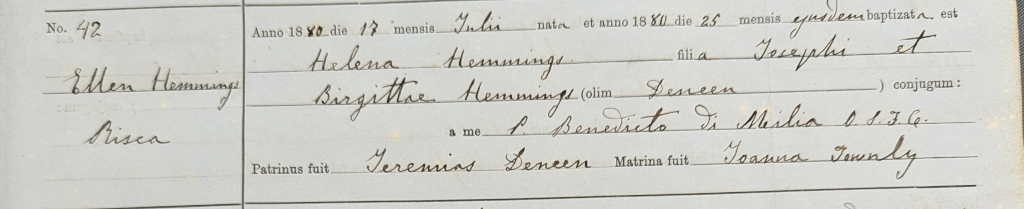 No. 42
Ellen Hemmings
Risca
Anno 1880 die 17 mensis Julii nata et anno 1880 die 25 mensis ejusdem baptizata est
Helena Hemmings filia Josephi et
Birgittae Hemmings (olim Deneen ) conjugum:
a me P. Benedicto Di Meilia O.S.F.C.
Patrinus fuit Jeremias Deneen Matrina fuit Joanna Townly